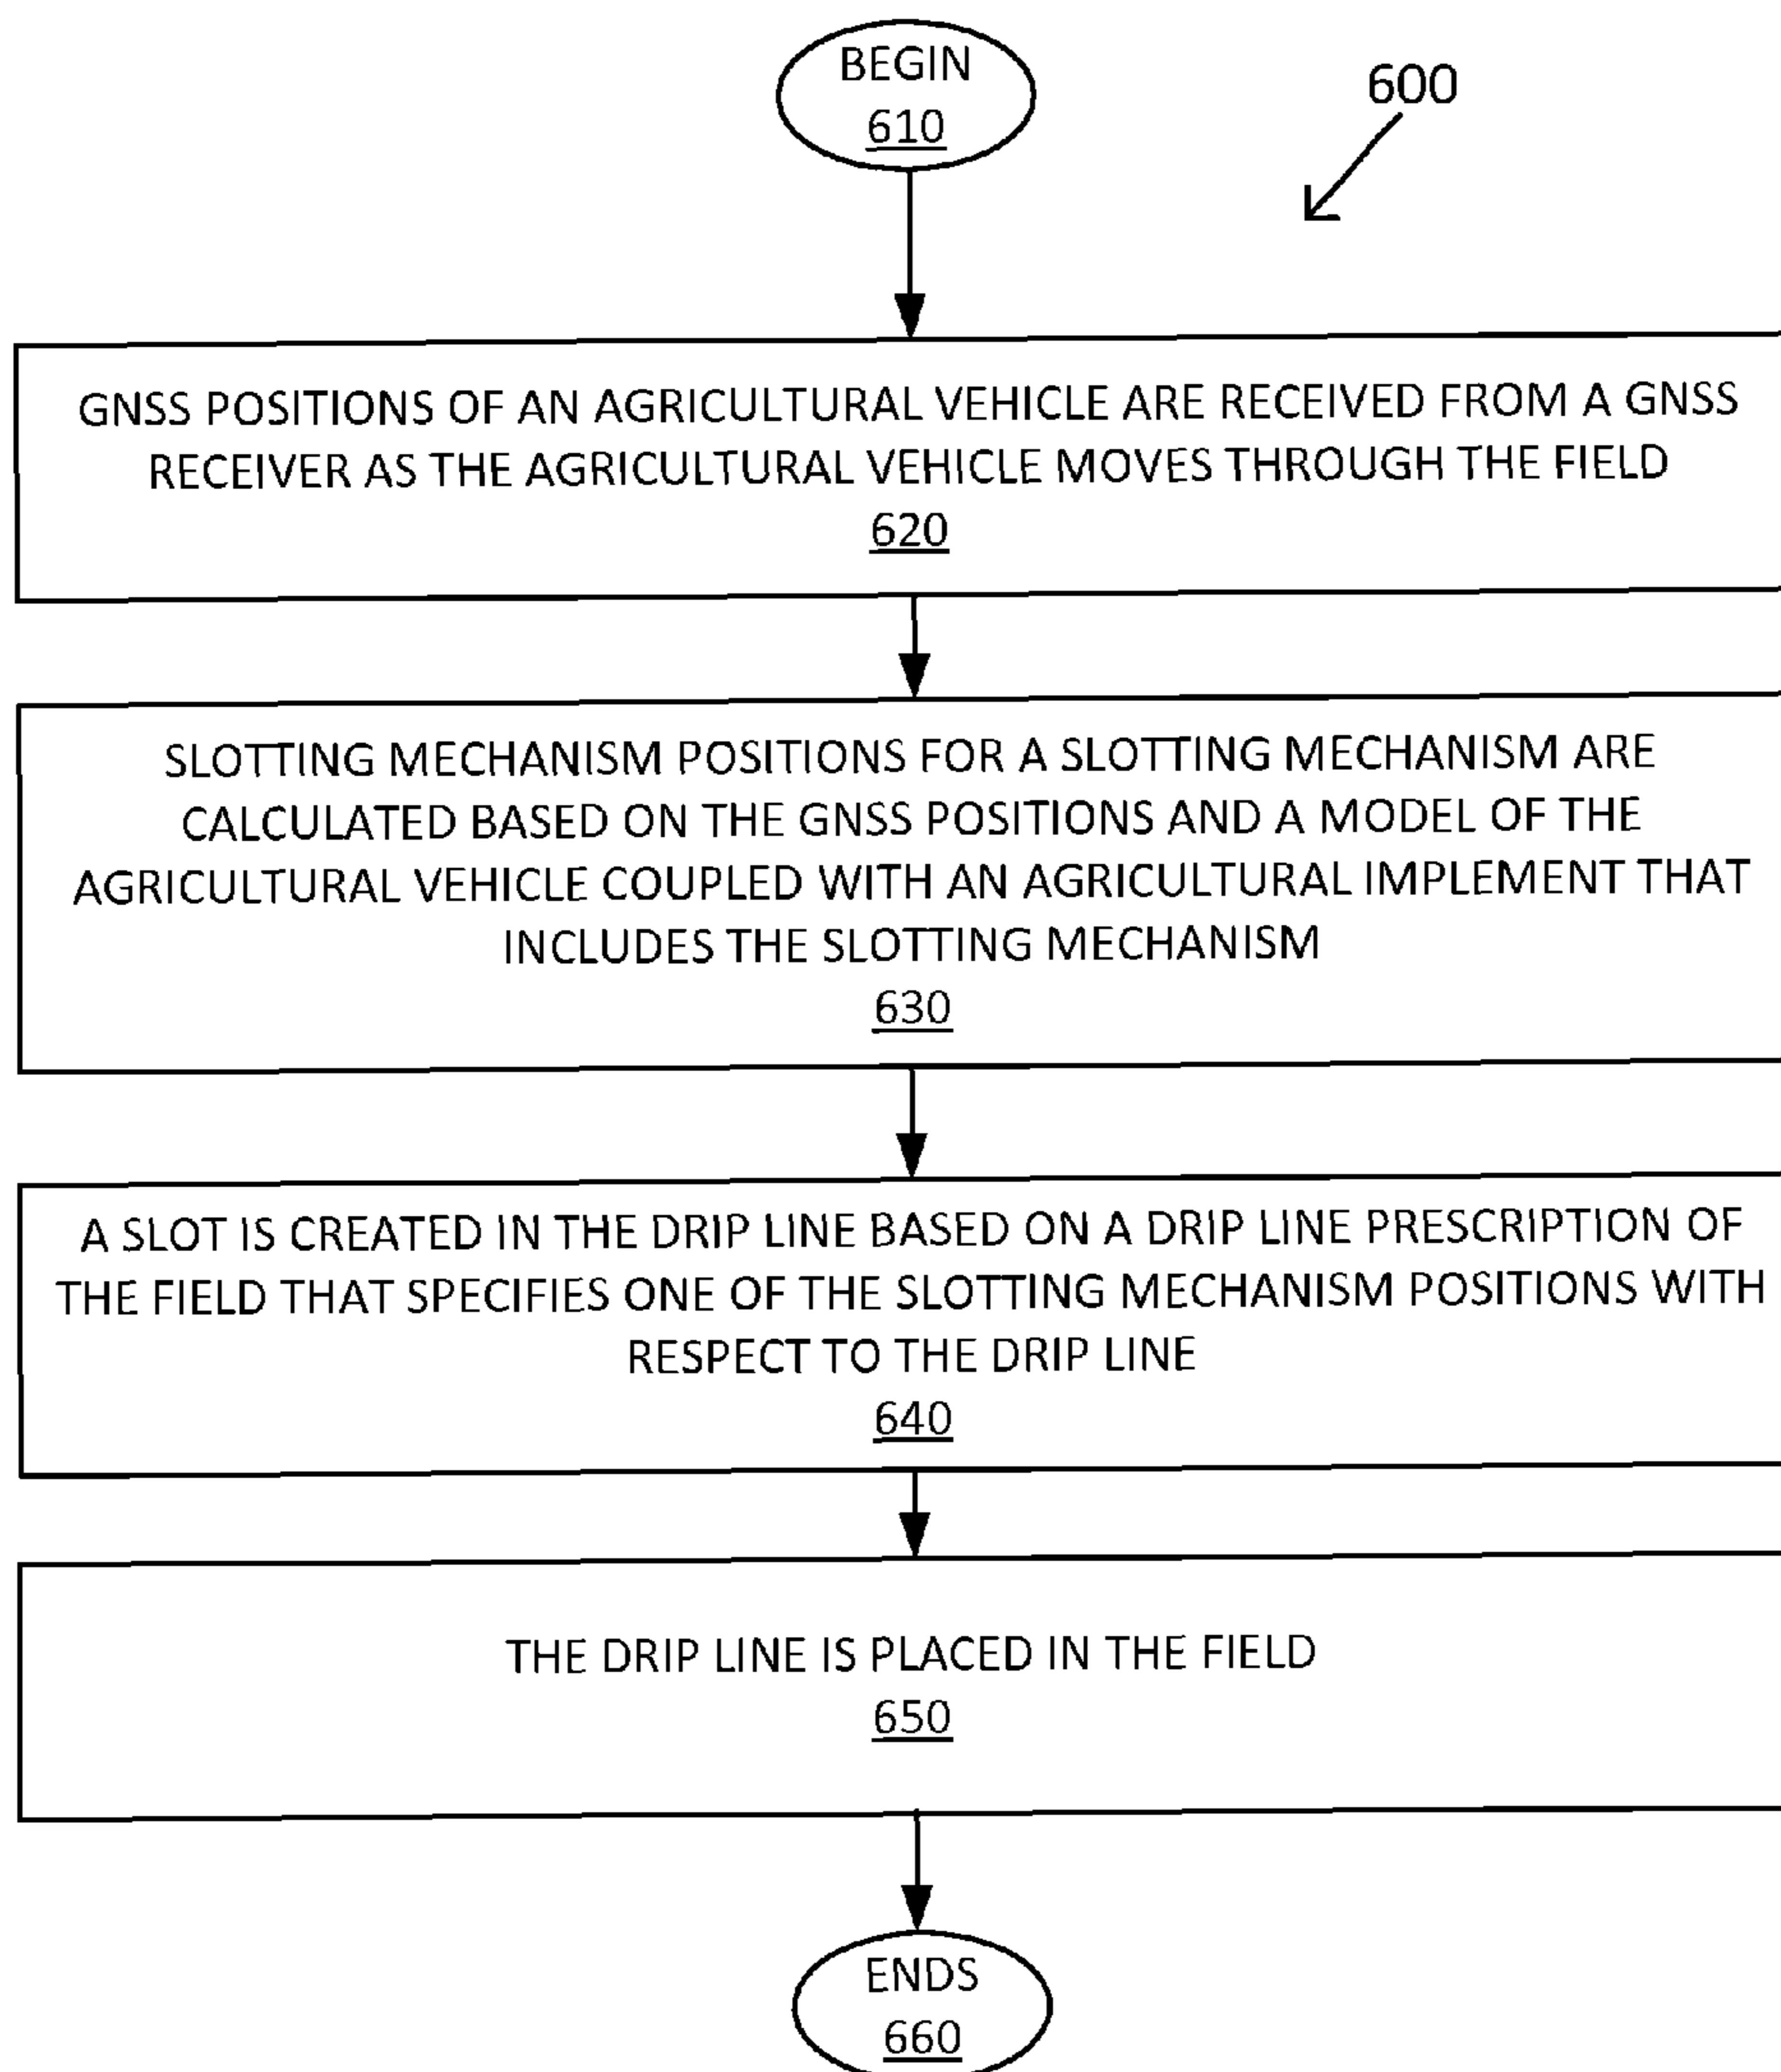 BEGIN
610
600
GNSS POSITIONS OF AN AGRICULTURAL VEHICLE ARE RECEIVED FROM A GNSS
RECEIVER AS THE AGRICULTURAL VEHICLE MOVES THROUGH THE FIELD
620
SLOTTING MECHANISM POSITIONS FOR A SLOTTING MECHANISM ARE
CALCULATED BASED ON THE GNSS POSITIONS AND A MODEL OF THE
AGRICULTURAL VEHICLE COUPLED WITH AN AGRICULTURAL IMPLEMENT THAT
INCLUDES THE SLOTTING MECHANISM
630
A SLOT IS CREATED IN THE DRIP LINE BASED ON A DRIP LINE PRESCRIPTION OF
THE FIELD THAT SPECIFIES ONE OF THE SLOTTING MECHANISM POSITIONS WITH
RESPECT TO THE DRIP LINE
640
THE DRIP LINE IS PLACED IN THE FIELD
650
ENDS
660